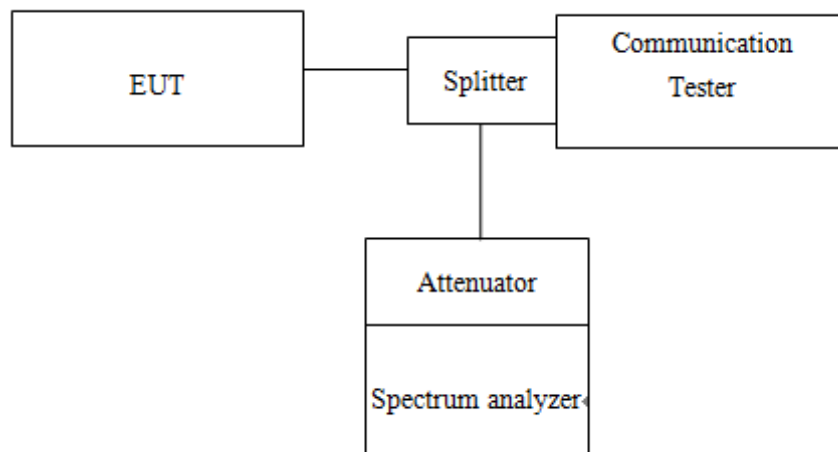 EUT
Splitter
Communication
Tester
Attenuator
Spectrum analyzer